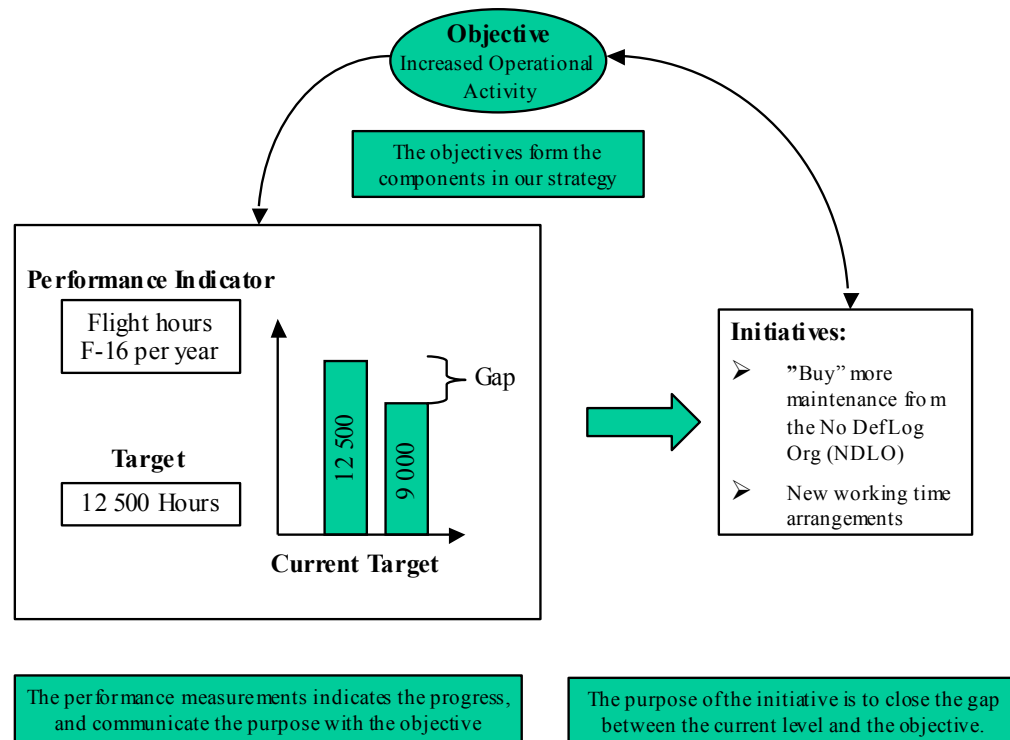 Objective
Increased Operational
Activity
The objectives form the
components in our strategy
Performance Indicator
Flight hours
F-16 per year
Target
12 500 Hours
12 500
9 000
Gap
Current Target
Initiatives:
➢ ”Buy” more
maintenance from
the No DefLog
Org (NDLO)
➢ New working time
arrangements
The performance measurements indicates the progress,
and communicate the purpose with the objective
The purpose of the initiative is to close the gap
between the current level and the objective.